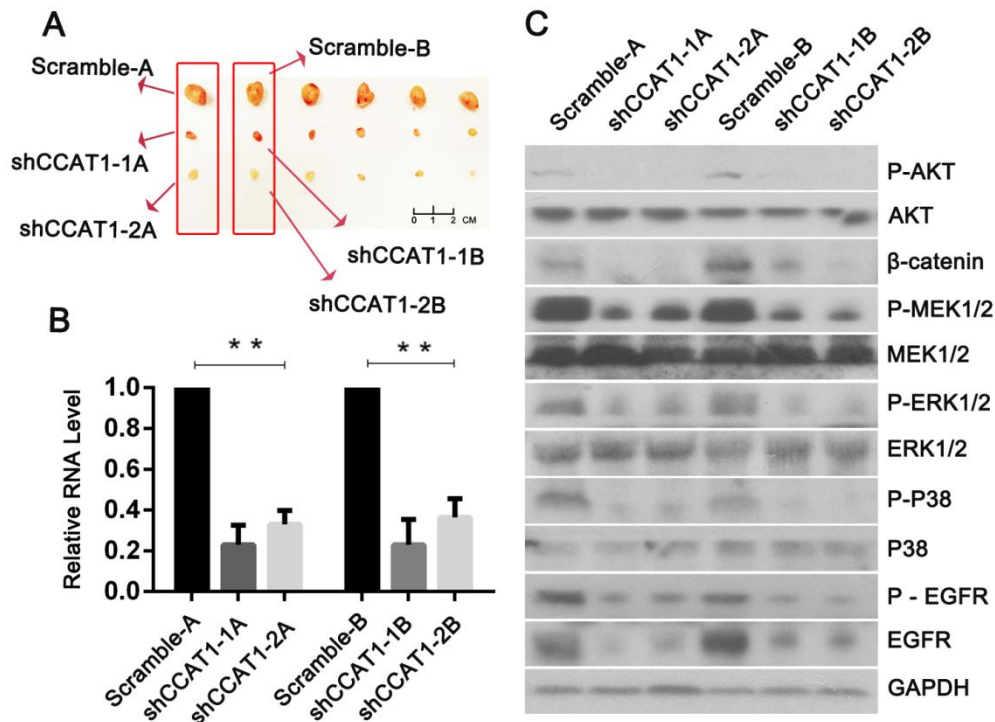 A
Scramble-A
Scramble-B
shCCAT1-1A
shCCAT1-2A
0 1 2 CM
shCCAT1-1B
shCCAT1-2B
B
Relative RNA Level
1.0
0.8
0.6
0.4
0.2
0.0
* *
* *
Scramble-A
shCCAT1-1A
shCCAT1-2A
Scramble-B
shCCAT1-1B
shCCAT1-2B
C
Scramble-A
shCCAT1-1A
shCCAT1-2A
Scramble-B
shCCAT1-1B
shCCAT1-2B
P-AKT
AKT
β-catenin
P-MEK1/2
MEK1/2
P-ERK1/2
ERK1/2
P-P38
P38
P - EGFR
EGFR
GAPDH